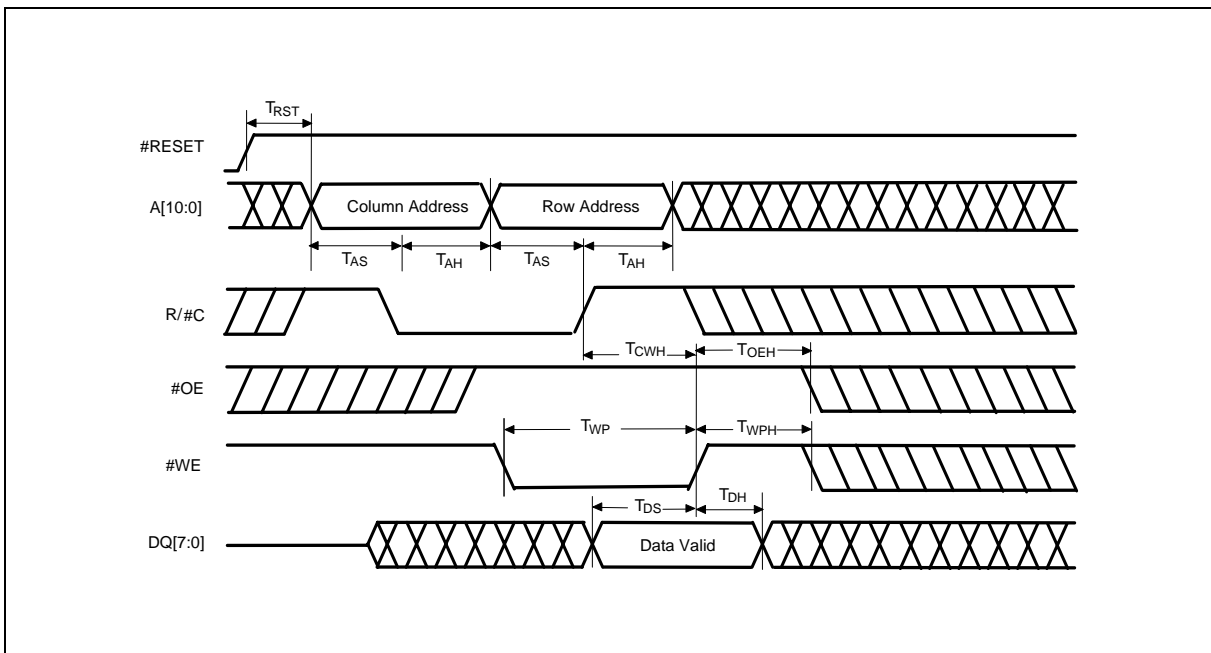 TRST
#RESET
A[10:0]
Column Address
Row Address
TAS
TAH
TAS
TAH
R/#C
TCWH
TOEH
#OE
TWP
TWPH
#WE
TDS
TDH
DQ[7:0]
Data Valid